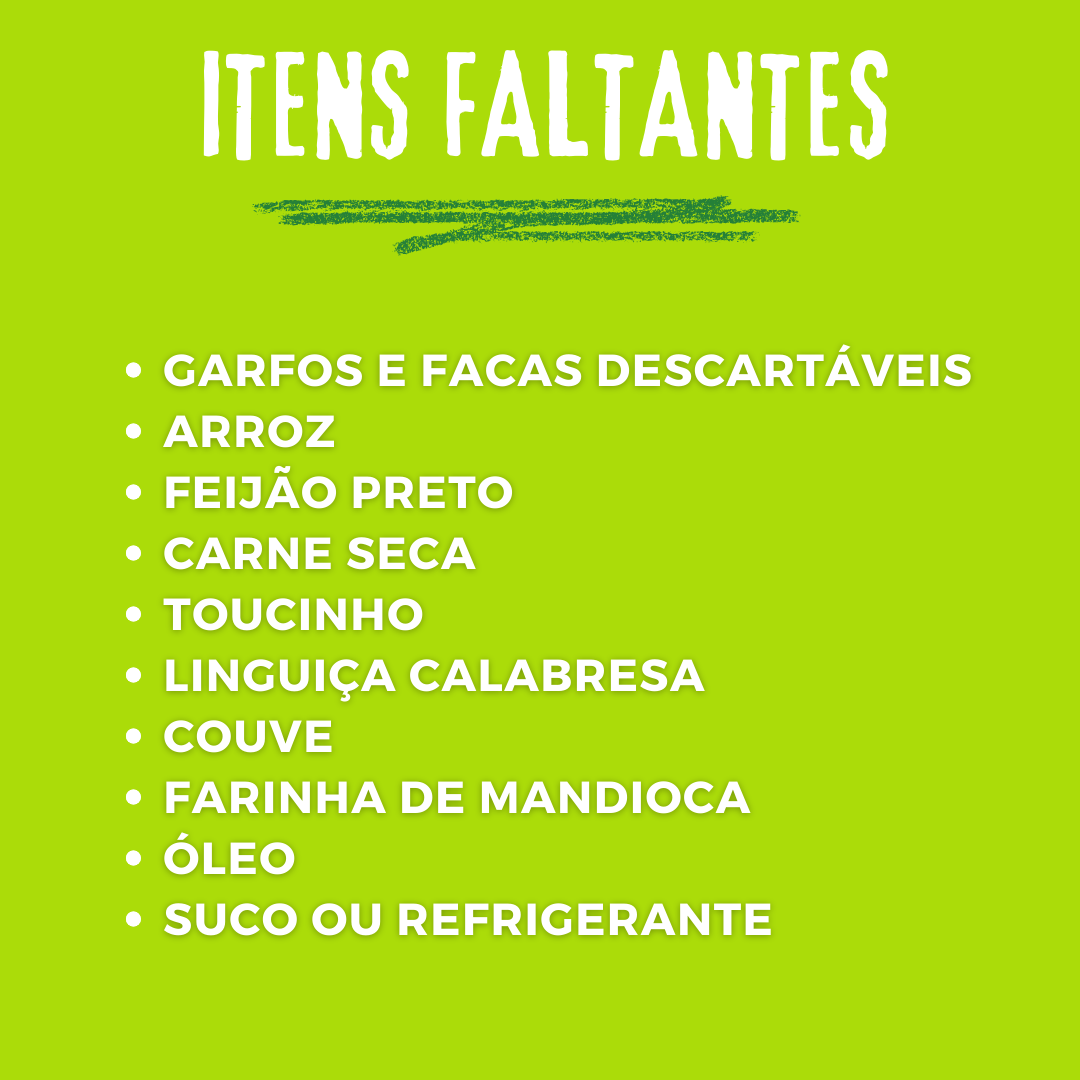 ITENS FALTANTES
• GARFOS E FACAS DESCARTÁVEIS
• ARROZ
• FEIJÃO PRETO
• CARNE SECA
• TOUCINHO
• LINGUIÇA CALABRESA
• COUVE
• FARINHA DE MANDIOCA
• ÓLEO
• SUCO OU REFRIGERANTE